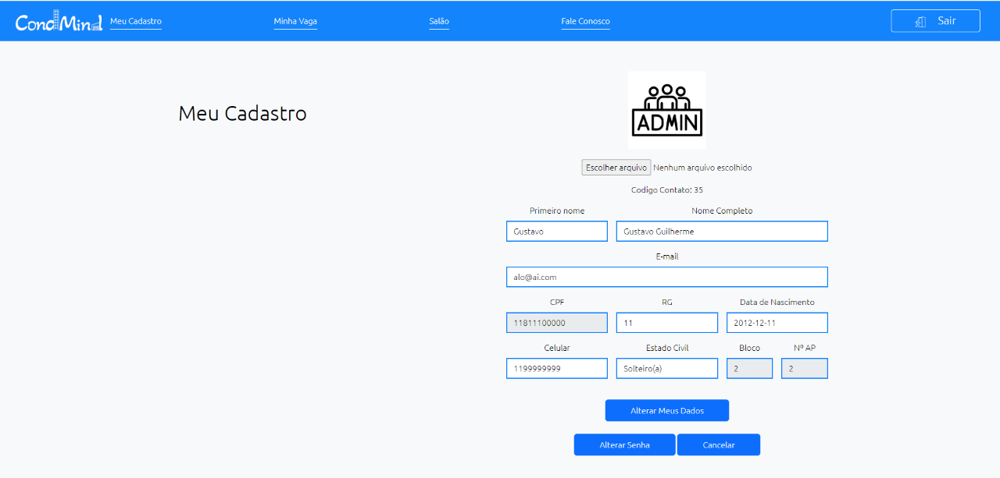 CondMind Meu Cadastro Minha Vaga Salão Fale Conosco Sair
Meu Cadastro
ADMIN
Escolher arquivo Nenhum arquivo escolhido
Codigo Contato: 35
Primeiro nome Nome Completo
Gustavo Gustavo Guilherme
E-mail
alo@ai.com
CPF RG Data de Nascimento
11811100000 11 2012-12-11
Celular Estado Civil Bloco Nº AP
1199999999 Solteiro(a) 2 2
Alterar Meus Dados
Alterar Senha Cancelar